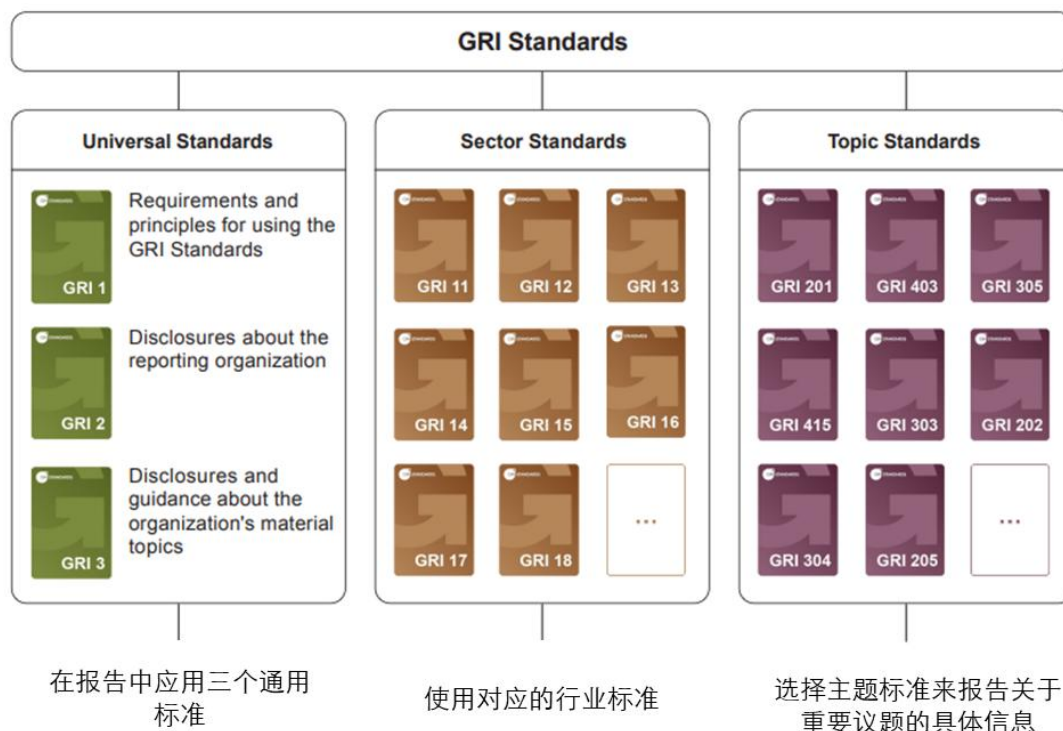 GRI Standards
Universal Standards
GRI 1
Requirements and
principles for using the
GRI Standards
GRI 2
Disclosures about the
reporting organization
GRI 3
Disclosures and
guidance about the
organization's material
topics
在报告中应用三个通用
标准
Sector Standards
GRI 11
GRI 12
GRI 13
GRI 14
GRI 15
GRI 16
GRI 17
GRI 18
...
使用对应的行业标准
Topic Standards
GRI 201
GRI 403
GRI 305
GRI 415
GRI 303
GRI 202
GRI 304
GRI 205
...
选择主题标准来报告关于
重要议题的具体信息